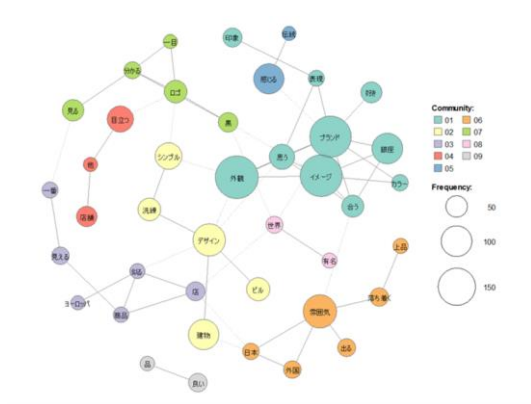 一目
印象
伝統
分かる
感じる
表現
ロゴ
好き
見る
目立つ
黒
ブランド
シンプル
思う
銀座
他
外観
イメージ
カラー
一番
店舗
洗練
合う
世界
デザイン
上品
見える
有名
店
ビル
ヨーロッパ
商品
雰囲気
落ち着く
建物
日本
出る
品
外国
良い
Community:
01 06
02 07
03 08
04 09
05
Frequency:
50
100
150